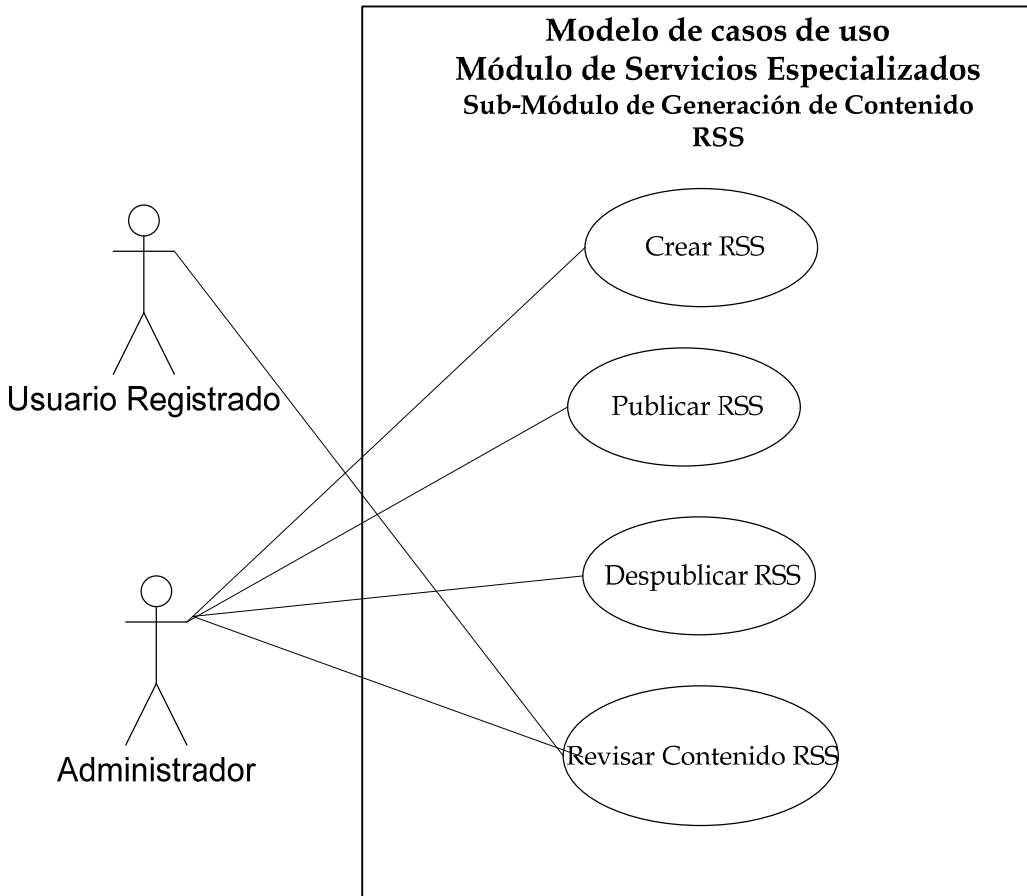 Modelo de casos de uso
Módulo de Servicios Especializados
Sub-Módulo de Generación de Contenido
RSS
Crear RSS
Usuario Registrado
Publicar RSS
Despublicar RSS
Administrador
Revisar Contenido RSS